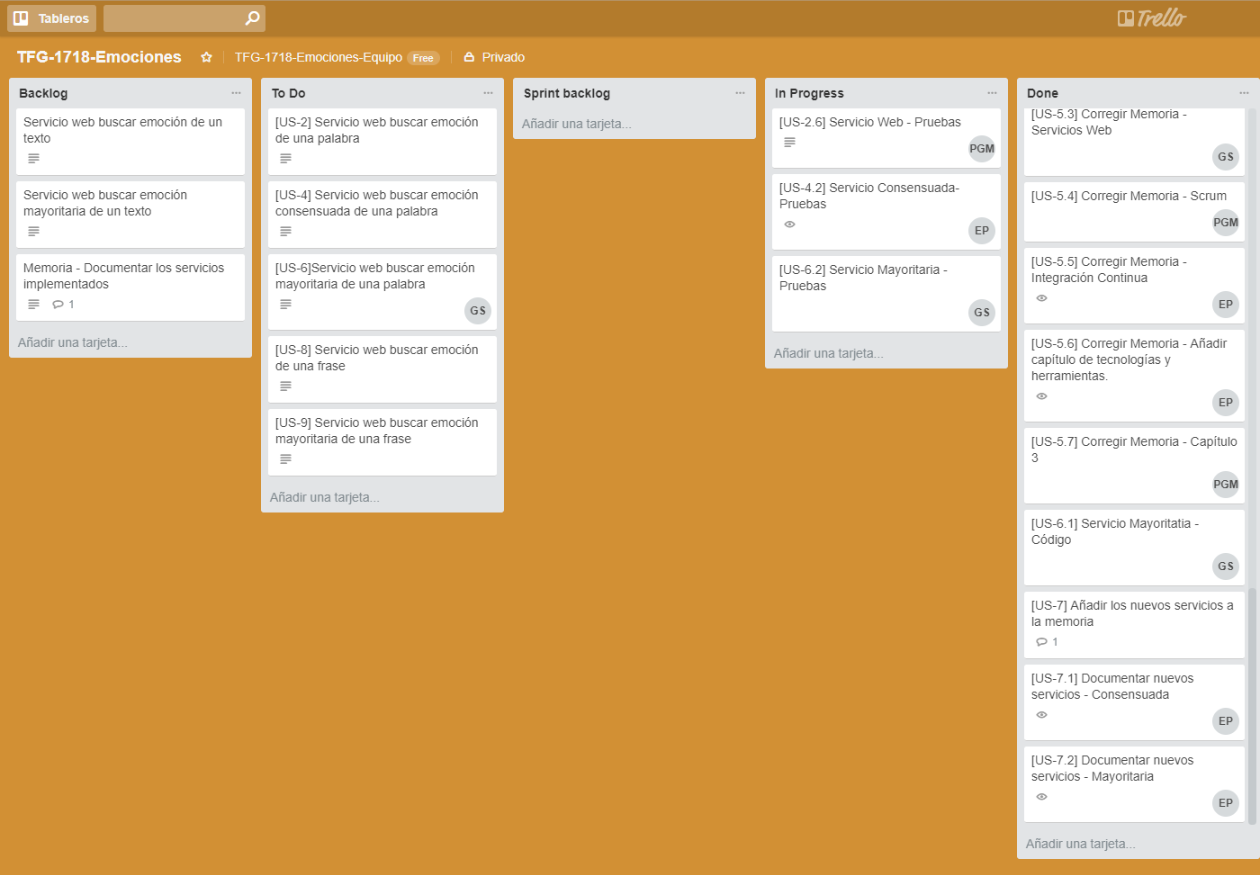 Tableros
Trello
TFG-1718-Emociones
TFG-1718-Emociones-Equipo Free
Privado
Backlog
Servicio web buscar emoción de un
texto
Servicio web buscar emoción
mayoritaria de un texto
Memoria - Documentar los servicios
implementados
1
Añadir una tarjeta...
To Do
[US-2] Servicio web buscar emoción
de una palabra
[US-4] Servicio web buscar emoción
consensuada de una palabra
[US-6]Servicio web buscar emoción
mayoritaria de una palabra
GS
[US-8] Servicio web buscar emoción
de una frase
[US-9] Servicio web buscar emoción
mayoritaria de una frase
Añadir una tarjeta...
Sprint backlog
Añadir una tarjeta...
In Progress
[US-2.6] Servicio Web - Pruebas
PGM
[US-4.2] Servicio Consensuada-
Pruebas
EP
[US-6.2] Servicio Mayoritaria -
Pruebas
GS
Añadir una tarjeta...
Done
[US-5.3] Corregir Memoria -
Servicios Web
GS
[US-5.4] Corregir Memoria - Scrum
PGM
[US-5.5] Corregir Memoria -
Integración Continua
EP
[US-5.6] Corregir Memoria - Añadir
capítulo de tecnologías y
herramientas.
EP
[US-5.7] Corregir Memoria - Capítulo
3
PGM
[US-6.1] Servicio Mayoritatia -
Código
GS
[US-7] Añadir los nuevos servicios a
la memoria
1
[US-7.1] Documentar nuevos
servicios - Consensuada
EP
[US-7.2] Documentar nuevos
servicios - Mayoritaria
EP
Añadir una tarjeta...